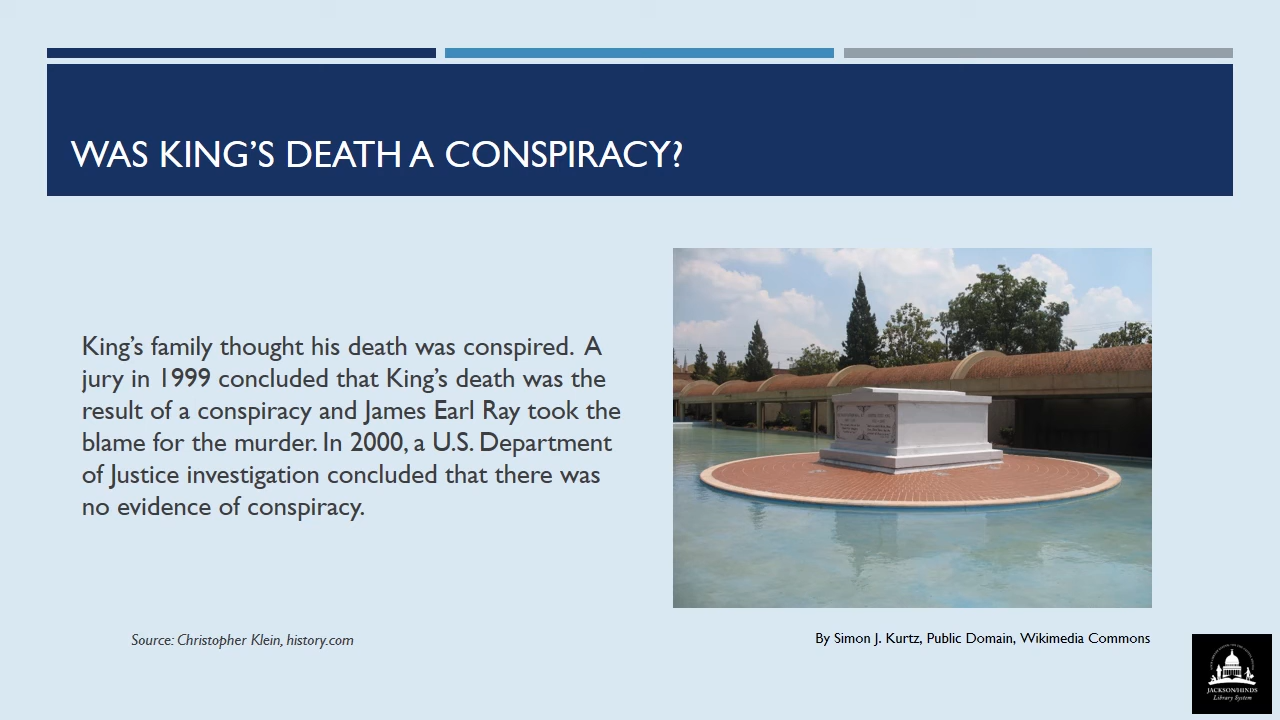 WAS KING’S DEATH A CONSPIRACY?
King’s family thought his death was conspired.  A
jury in 1999 concluded that King’s death was the
result of a conspiracy and James Earl Ray took the
blame for the murder. In 2000, a U.S. Department
of Justice investigation concluded that there was
no evidence of conspiracy.
Source: Christopher Klein, history.com
By Simon J. Kurtz, Public Domain, Wikimedia Commons
JACKSON/HINDS
Library System